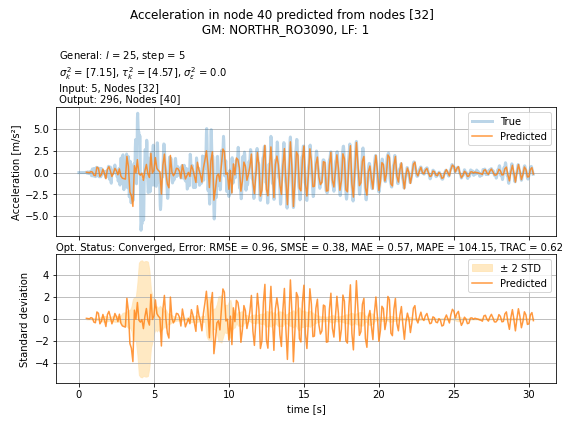 Acceleration in node 40 predicted from nodes [32]
GM: NORTHR_RO3090, LF: 1
General: l = 25, step = 5
σ²ₖ = [7.15], τ²ₖ = [4.57], σ²ε = 0.0
Input: 5, Nodes [32]
Output: 296, Nodes [40]
Acceleration [m/s²]
5.0
2.5
0.0
−2.5
−5.0
True
Predicted
Opt. Status: Converged, Error: RMSE = 0.96, SMSE = 0.38, MAE = 0.57, MAPE = 104.15, TRAC = 0.62
Standard deviation
4
2
0
−2
−4
± 2 STD
Predicted
0 5 10 15 20 25 30
time [s]